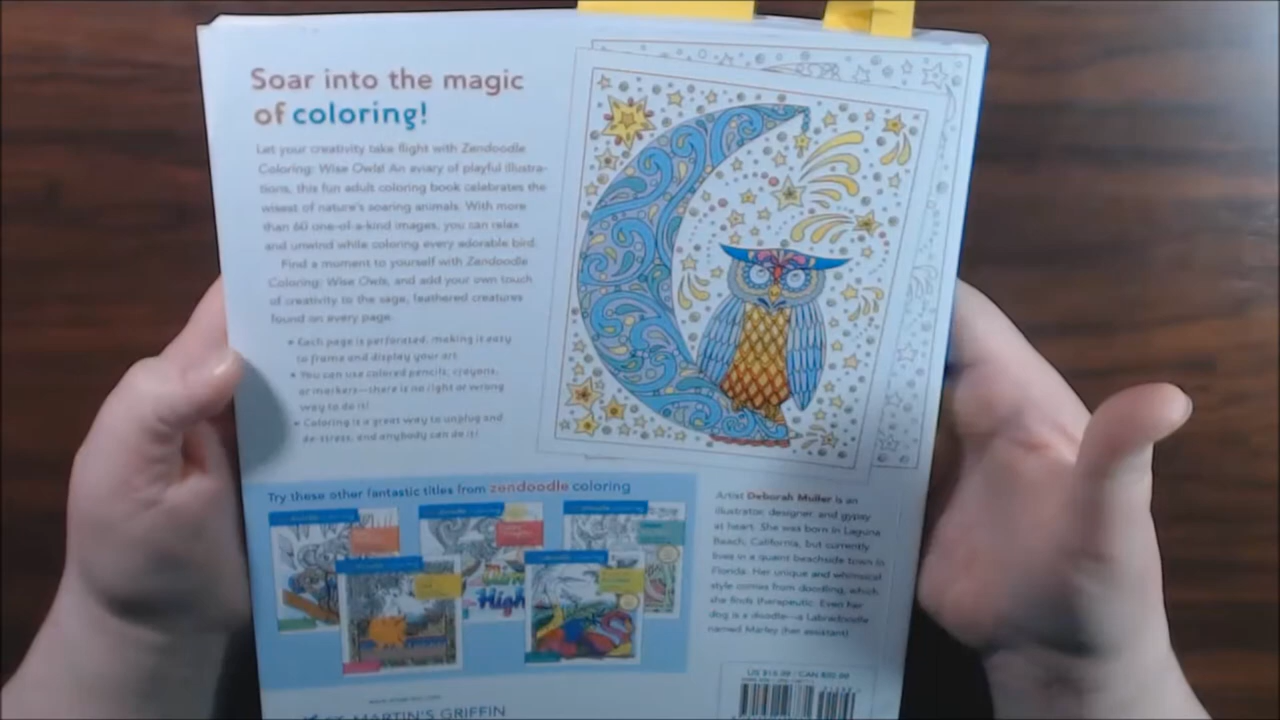 Soar into the magic
of coloring!
Let your creativity take flight with Zendoodle
Coloring: Wise Owls! An aviary of playful illustra-
tions, this fun adult coloring book celebrates the
wisest of nature's soaring animals. With more
than 60 one-of-a-kind images, you can relax
and unwind while coloring every adorable bird.
Find a moment to yourself with Zendoodle
Coloring: Wise Owls, and add your own touch
of creativity to the sage, feathered creatures
found on every page.
• Each page is perforated, making it easy
to frame and display your art.
• You can use colored pencils, crayons,
or markers—there is no right or wrong
way to do it!
• Coloring is a great way to unplug and
de-stress, and anybody can do it!
Try these other fantastic titles from zendoodle coloring
High
Artist Deborah Muller is an
illustrator, designer, and gypsy
at heart. She was born in Laguna
Beach, California, but currently
lives in a quaint beachside town in
Florida. Her unique and whimsical
style comes from doodling, which
she finds therapeutic. Even her
dog is a doodle—a Labradoodle
named Marley (her assistant).
MARTIN'S GRIFFIN